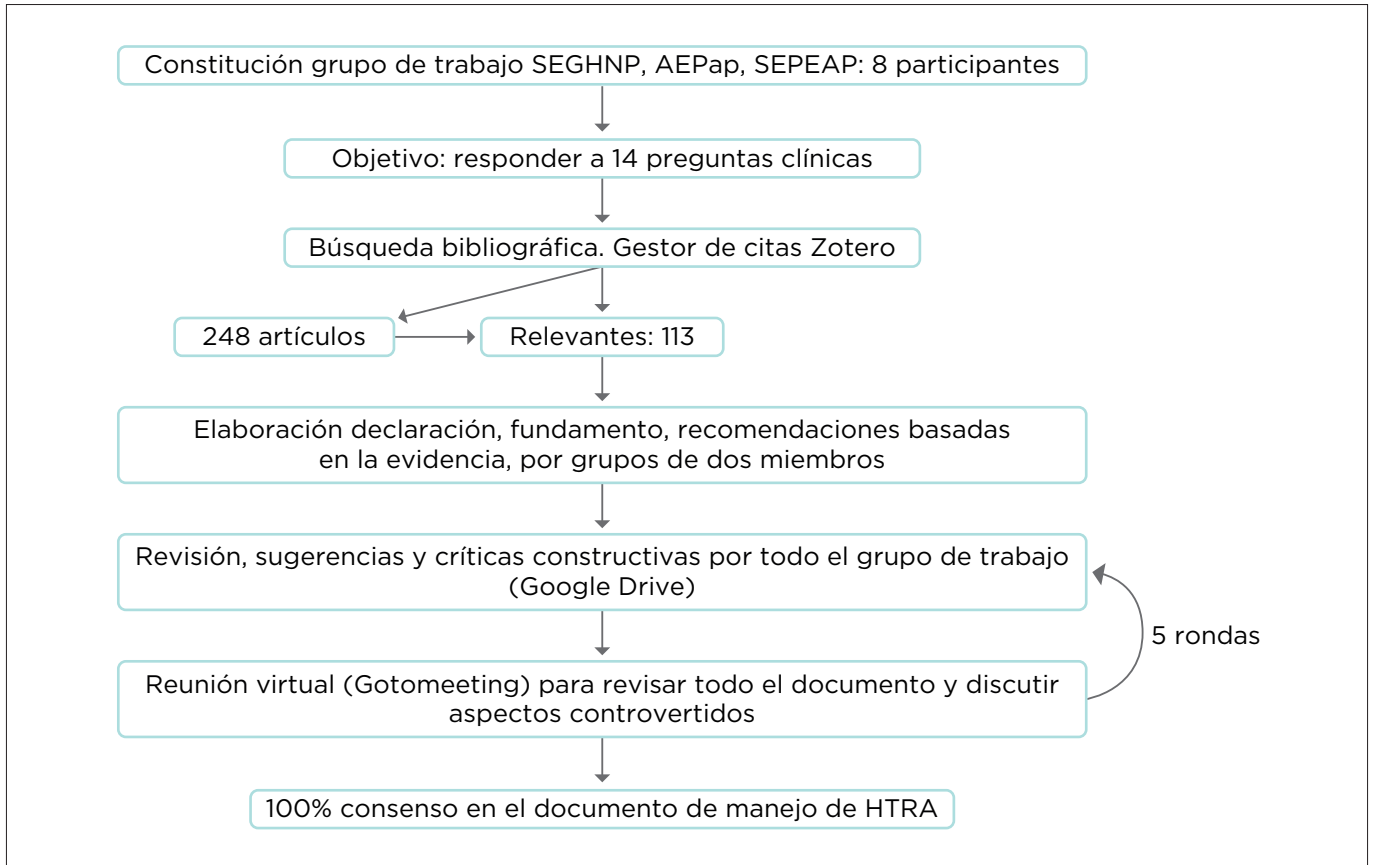 Constitución grupo de trabajo SEGHNP, AEPap, SEPEAP: 8 participantes
Objetivo: responder a 14 preguntas clínicas
Búsqueda bibliográfica. Gestor de citas Zotero
248 artículos
Relevantes: 113
Elaboración declaración, fundamento, recomendaciones basadas
en la evidencia, por grupos de dos miembros
Revisión, sugerencias y críticas constructivas por todo el grupo de trabajo
(Google Drive)
5 rondas
Reunión virtual (Gotomeeting) para revisar todo el documento y discutir
aspectos controvertidos
100% consenso en el documento de manejo de HTRA